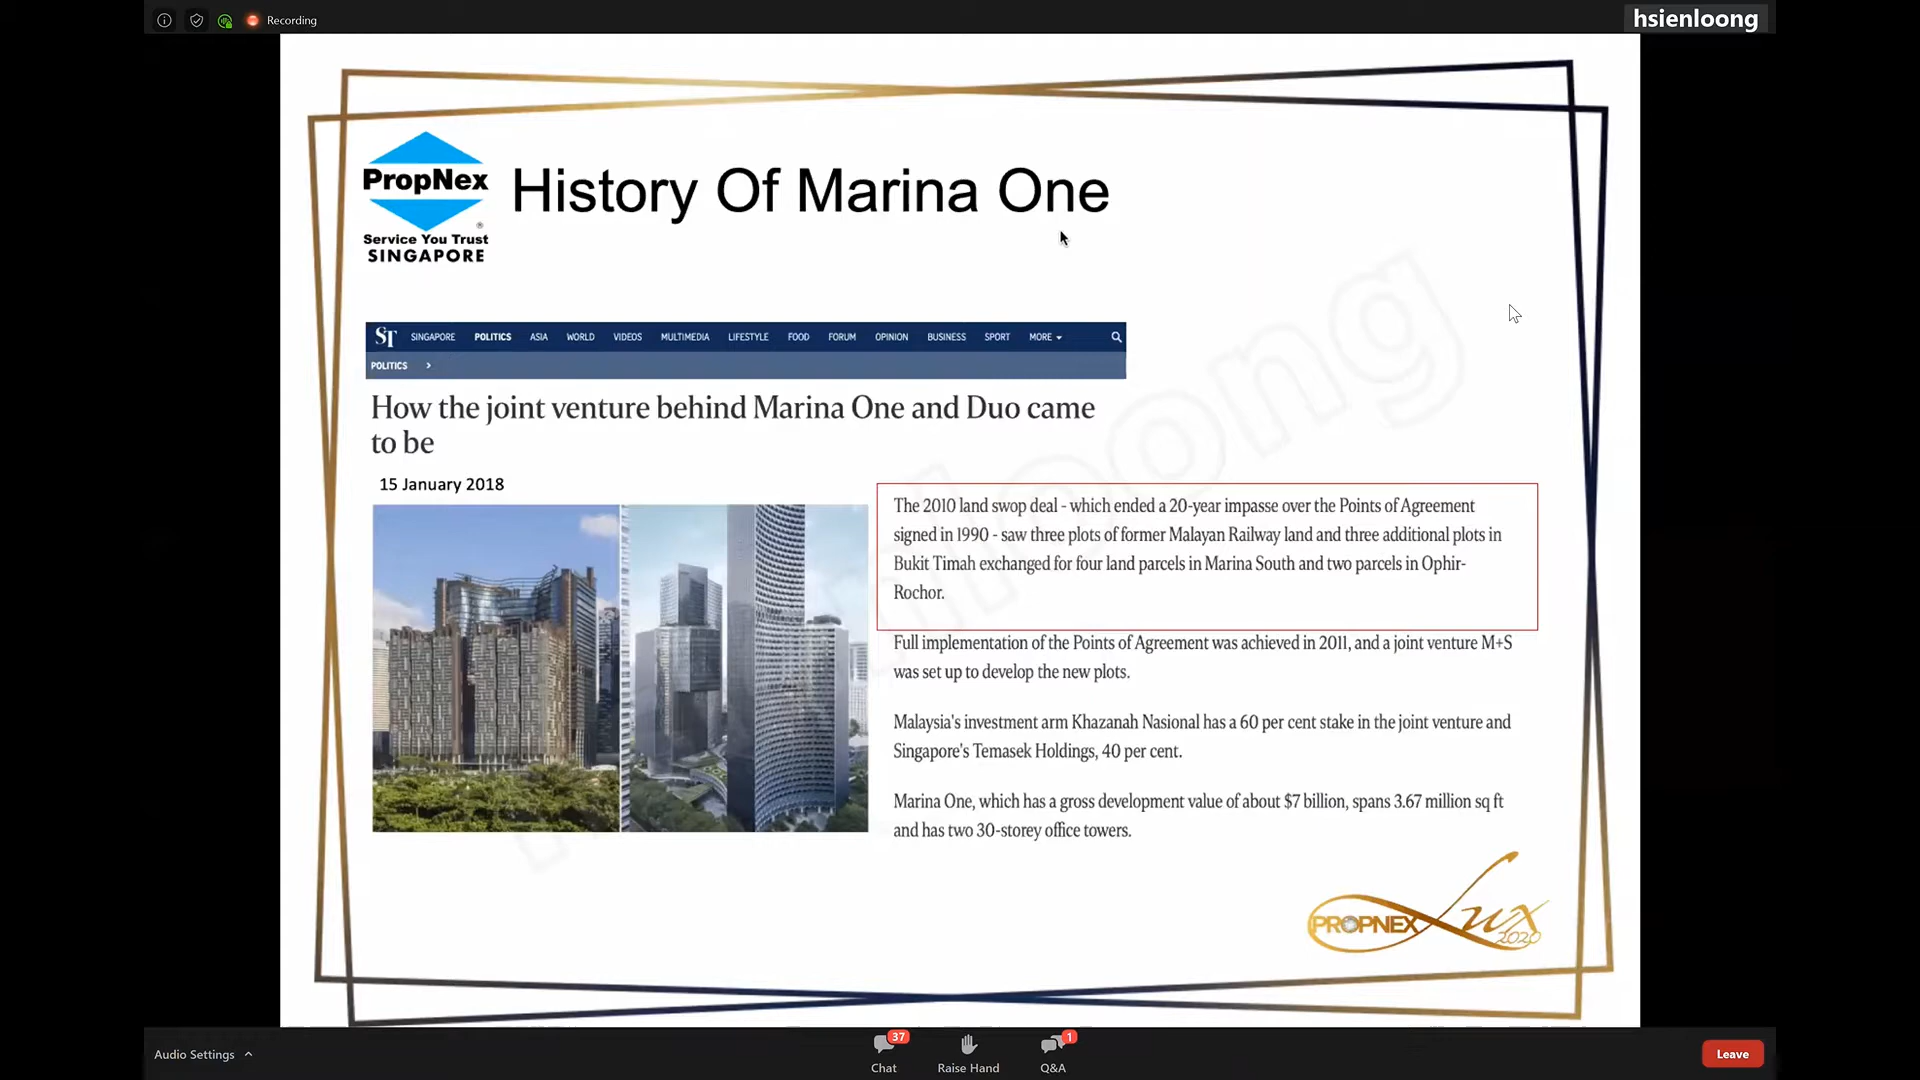 Recording
hsienloong
PropNex
Service You Trust
SINGAPORE
History Of Marina One
ST SINGAPORE POLITICS ASIA WORLD VIDEOS MULTIMEDIA LIFESTYLE FOOD FORUM OPINION BUSINESS SPORT MORE
POLITICS >
How the joint venture behind Marina One and Duo came
to be
15 January 2018
The 2010 land swop deal - which ended a 20-year impasse over the Points of Agreement
signed in 1990 - saw three plots of former Malayan Railway land and three additional plots in
Bukit Timah exchanged for four land parcels in Marina South and two parcels in Ophir-
Rochor.
Full implementation of the Points of Agreement was achieved in 2011, and a joint venture M+S
was set up to develop the new plots.
Malaysia's investment arm Khazanah Nasional has a 60 per cent stake in the joint venture and
Singapore's Temasek Holdings, 40 per cent.
Marina One, which has a gross development value of about $7 billion, spans 3.67 million sq ft
and has two 30-storey office towers.
PROPNEX Lux
2020
Audio Settings
37
Chat
Raise Hand
1
Q&A
Leave